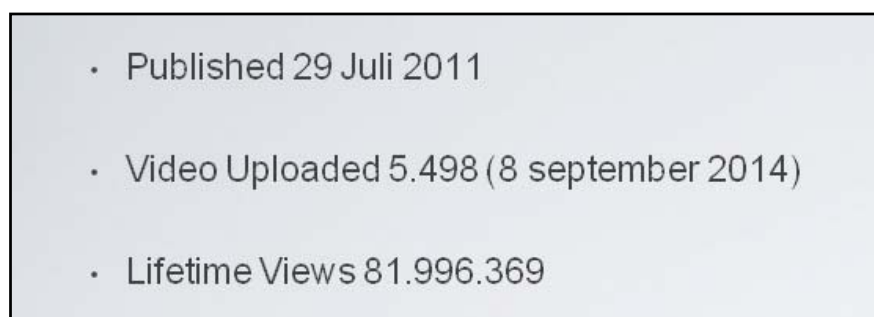 • Published 29 Juli 2011
• Video Uploaded 5.498 (8 september 2014)
• Lifetime Views 81.996.369